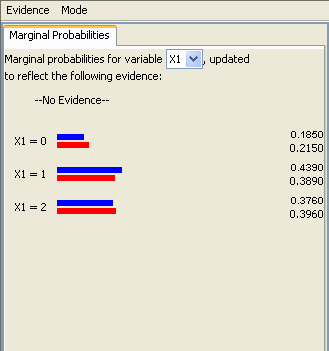 Evidence Mode
Marginal Probabilities
Marginal probabilities for variable X1 , updated
to reflect the following evidence:
--No Evidence--
X1 = 0 0.1850
0.2150
X1 = 1 0.4390
0.3890
X1 = 2 0.3760
0.3960